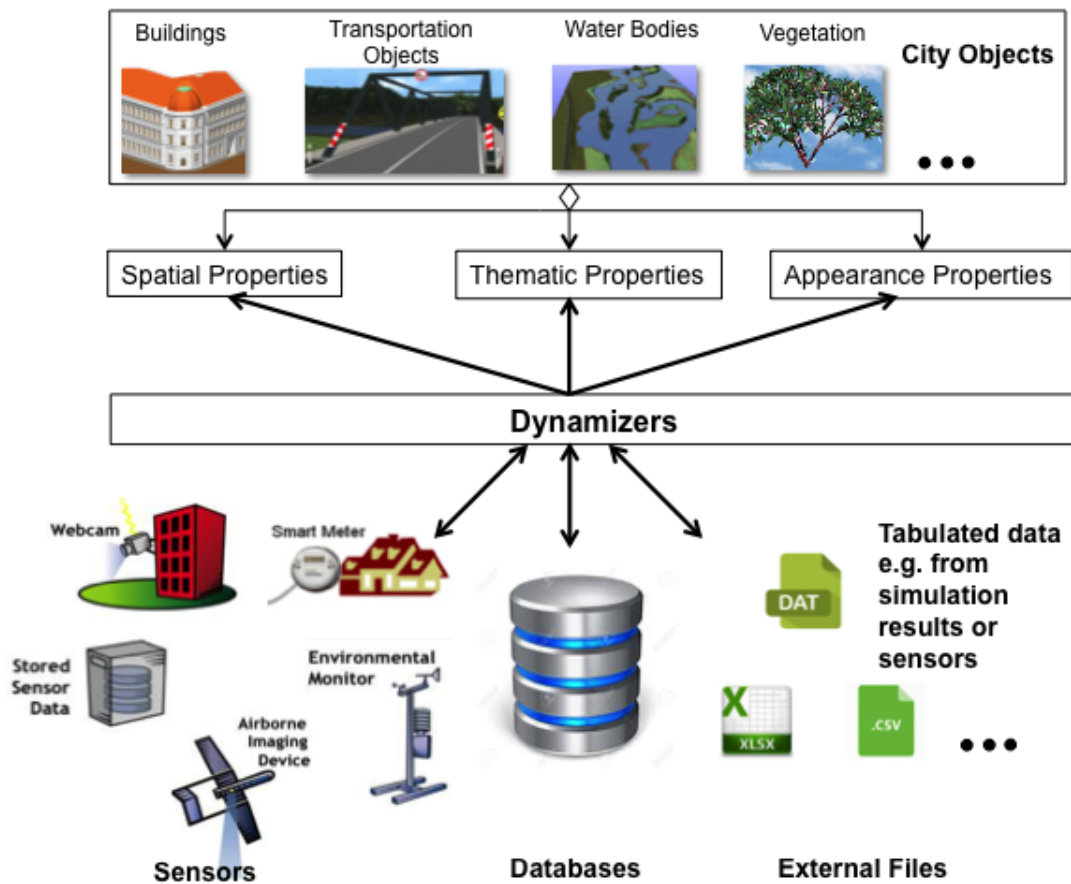 Buildings
Transportation
Objects
Water Bodies
Vegetation
City Objects
Spatial Properties
Thematic Properties
Appearance Properties
Dynamizers
Webcam
Smart Meter
Tabulated data
e.g. from
simulation
results or
sensors
DAT
Stored
Sensor
Data
Environmental
Monitor
Airborne
Imaging
Device
X
XLSX
.CSV
Sensors
Databases
External Files